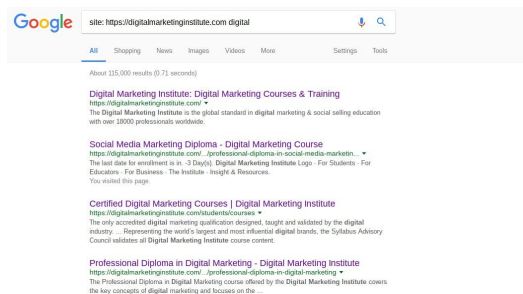 Google
site: https://digitalmarketinginstitute.com digital
All Shopping News Images Videos More Settings Tools
About 115,000 results (0.71 seconds)
Digital Marketing Institute: Digital Marketing Courses & Training
https://digitalmarketinginstitute.com/
The Digital Marketing Institute is the global standard in digital marketing & social selling education
with over 18000 professionals worldwide.
Social Media Marketing Diploma - Digital Marketing Course
https://digitalmarketinginstitute.com/.../professional-diploma-in-social-media-marketin...
The last date for enrollment is in. -3 Day(s). Digital Marketing Institute Logo · For Students · For
Educators · For Business · The Institute · Insight & Resources.
You visited this page.
Certified Digital Marketing Courses | Digital Marketing Institute
https://digitalmarketinginstitute.com/students/courses
The only accredited digital marketing qualification designed, taught and validated by the digital
industry. ... Representing the world's largest and most influential digital brands, the Syllabus Advisory
Council validates all Digital Marketing Institute course content.
Professional Diploma in Digital Marketing - Digital Marketing Institute
https://digitalmarketinginstitute.com/.../professional-diploma-in-digital-marketing
The Professional Diploma in Digital Marketing course offered by the Digital Marketing Institute covers
the key concepts of digital marketing and focuses on the ...